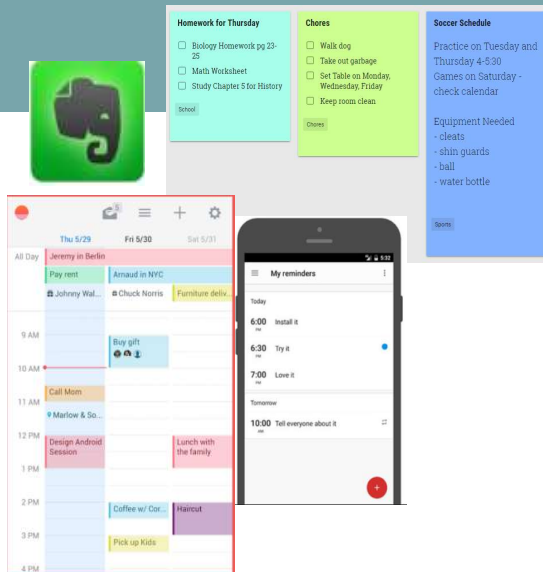 Homework for Thursday
Biology Homework pg 23-
25
Math Worksheet
Study Chapter 5 for History
School
Chores
Walk dog
Take out garbage
Set Table on Monday,
Wednesday, Friday
Keep room clean
Chores
Soccer Schedule
Practice on Tuesday and
Thursday 4-5:30
Games on Saturday -
check calendar
Equipment Needed
- cleats
- shin guards
- ball
- water bottle
Sports
5
Thu 5/29 Fri 5/30 Sat 5/31
All Day Jeremy in Berlin
Pay rent Arnaud in NYC
Johnny Wal... Chuck Norris Furniture deliv...
9 AM
Buy gift
10 AM
Call Mom
11 AM
Marlow & So...
12 PM
Design Android
Session
Lunch with
the family
1 PM
2 PM
Coffee w/ Cor... Haircut
3 PM
Pick up Kids
4 PM
5:32
My reminders
Today
6:00 Install it
PM
6:30 Try it
PM
7:00 Love it
PM
Tomorrow
10:00 Tell everyone about it
AM